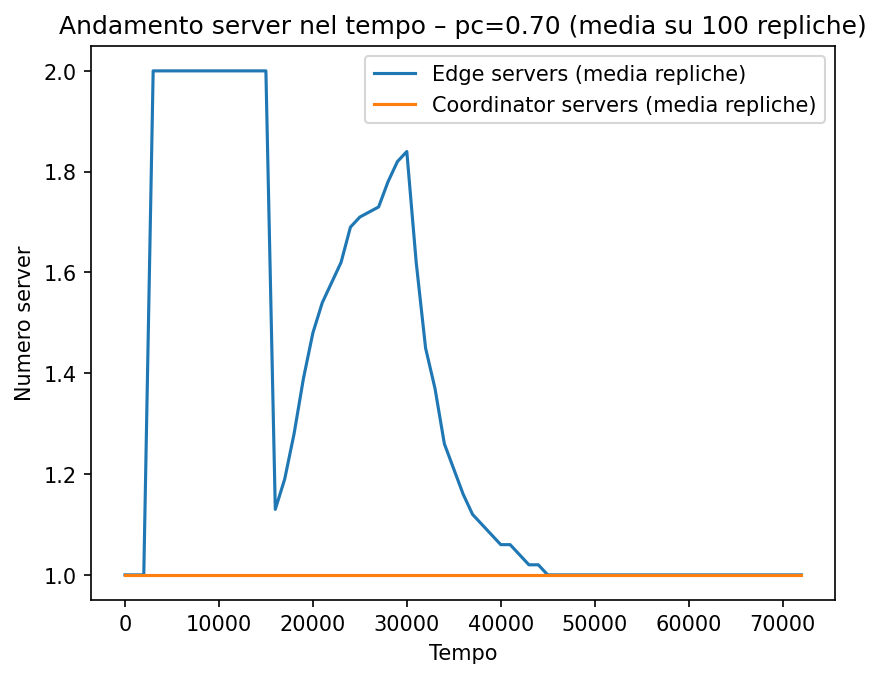 Andamento server nel tempo – pc=0.70 (media su 100 repliche)
Edge servers (media repliche)
Coordinator servers (media repliche)
Numero server
2.0
1.8
1.6
1.4
1.2
1.0
0 10000 20000 30000 40000 50000 60000 70000
Tempo